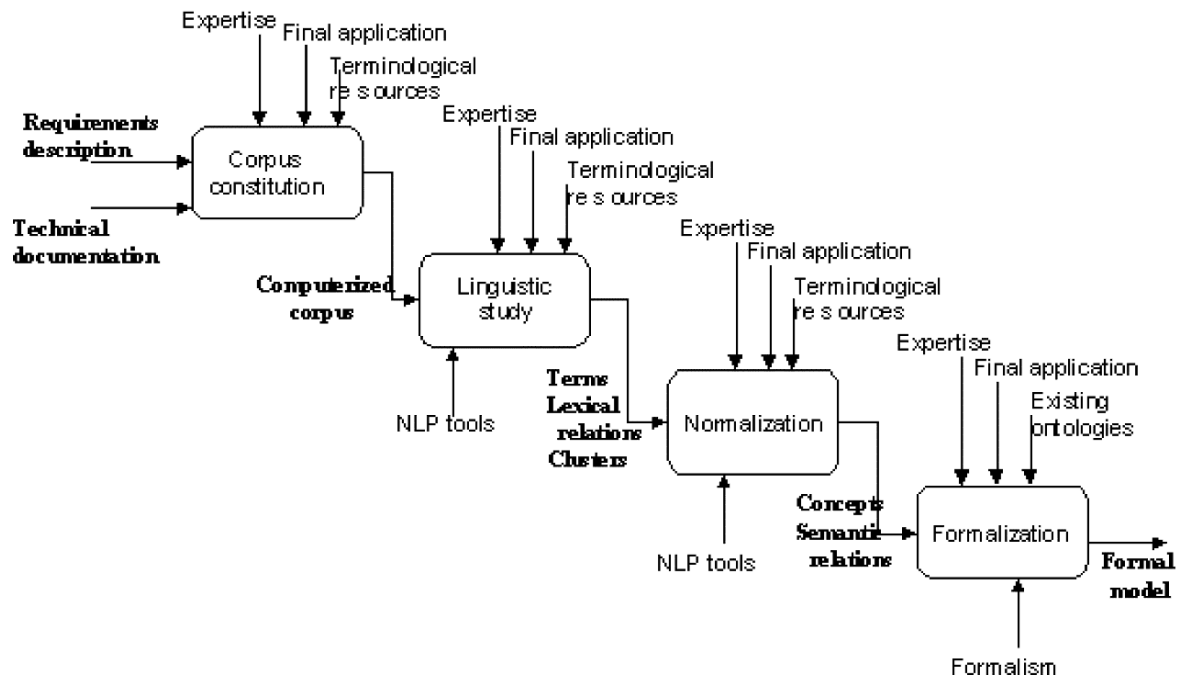 Expertise
Final application
Terminological
re s ources
Requirements
description
Corpus
constitution
Technical
documentation
Expertise
Final application
Terminological
re s ources
Computerized
corpus
Linguistic
study
NLP tools
Expertise
Final application
Terminological
re s ources
Terms
Lexical
relations
Clusters
Normalization
NLP tools
Expertise
Final application
Existing
ontologies
Concepts
Semantic
relations
Formalization
Formal
model
Formalism